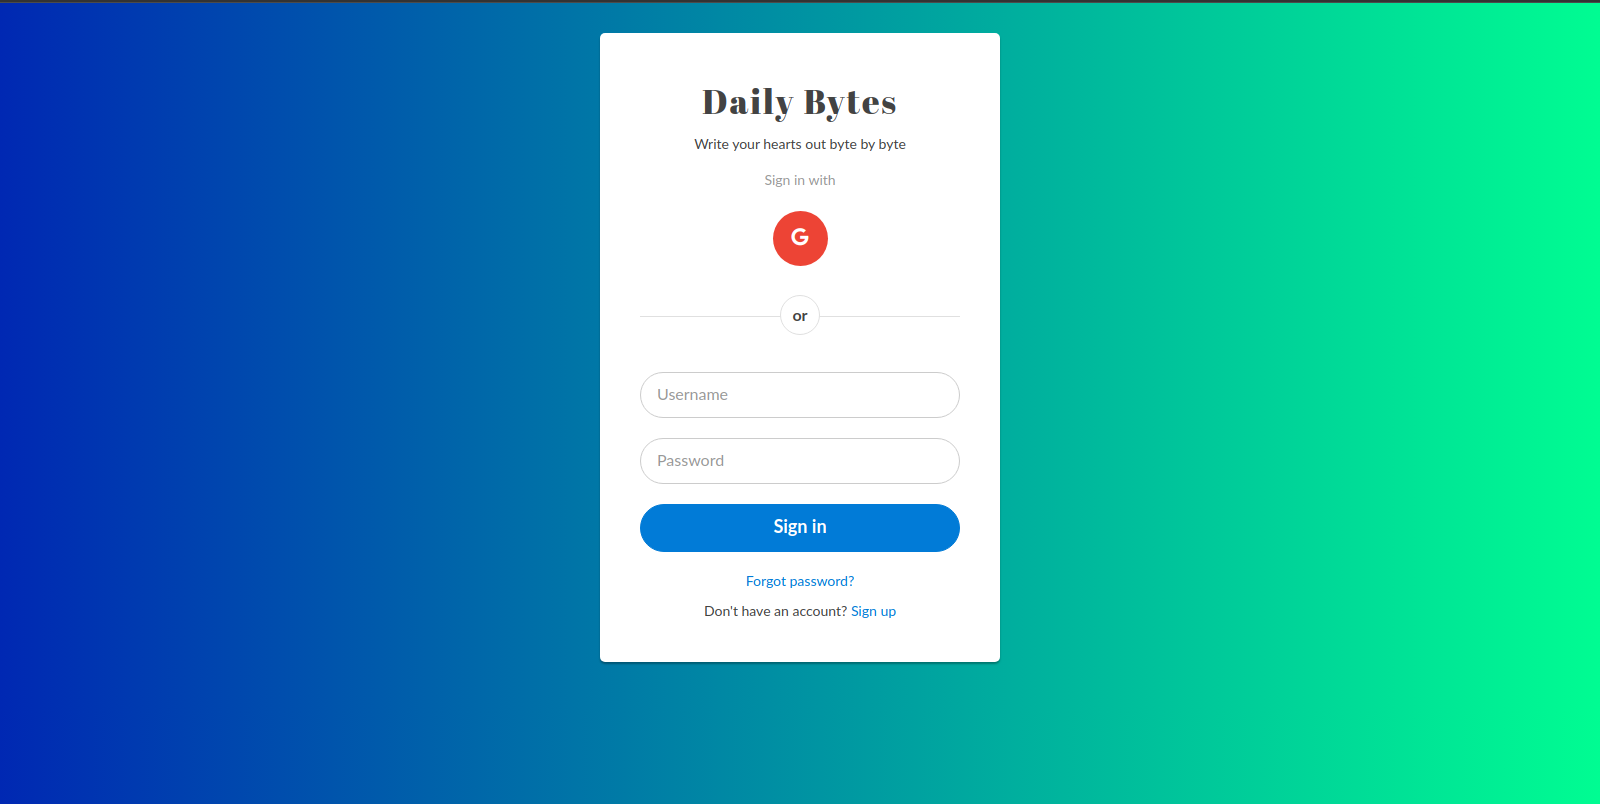 Daily Bytes
Write your hearts out byte by byte
Sign in with
G
or
Username
Password
Sign in
Forgot password?
Don't have an account? Sign up